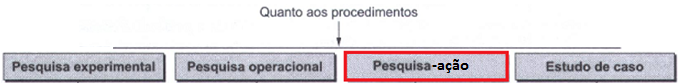 Quanto aos procedimentos
Pesquisa experimental
Pesquisa operacional
Pesquisa-ação
Estudo de caso